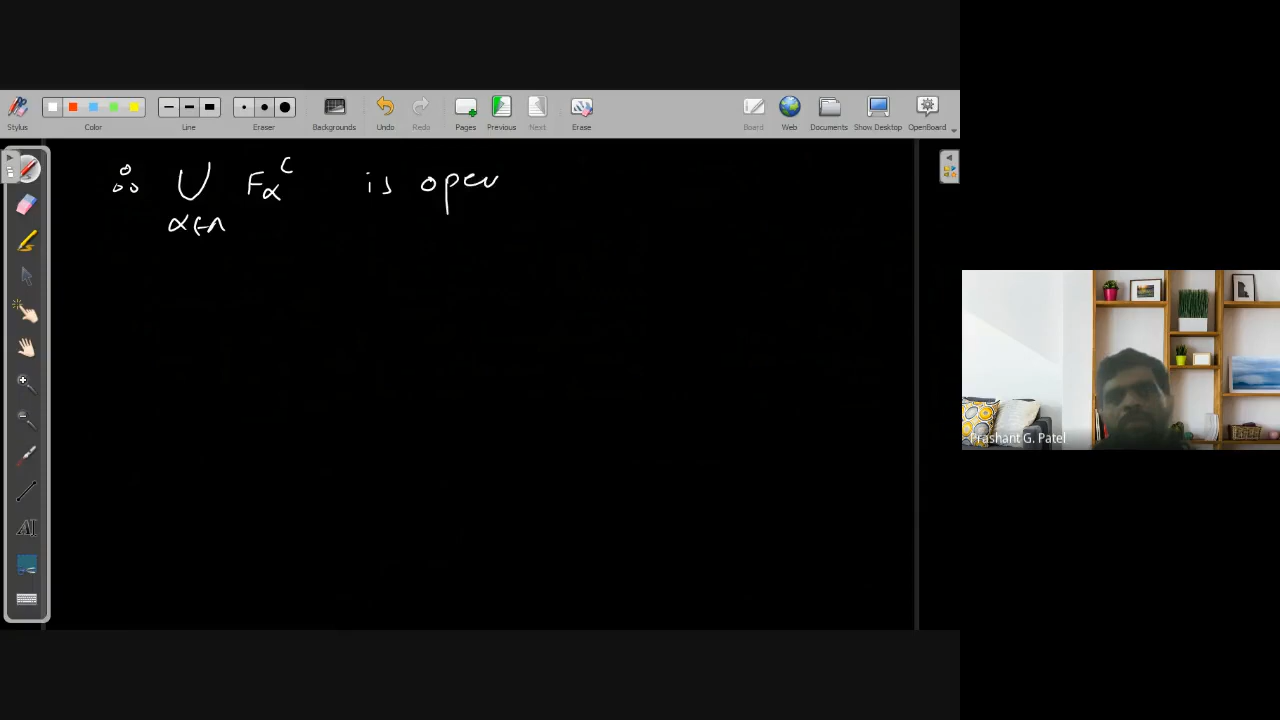 Stylus Color Line Eraser Backgrounds Undo Redo Pages Previous Next Erase Board Web Documents Show Desktop OpenBoard
∴ ⋃ F_α^c is open
α∈Λ
Prashant G. Patel